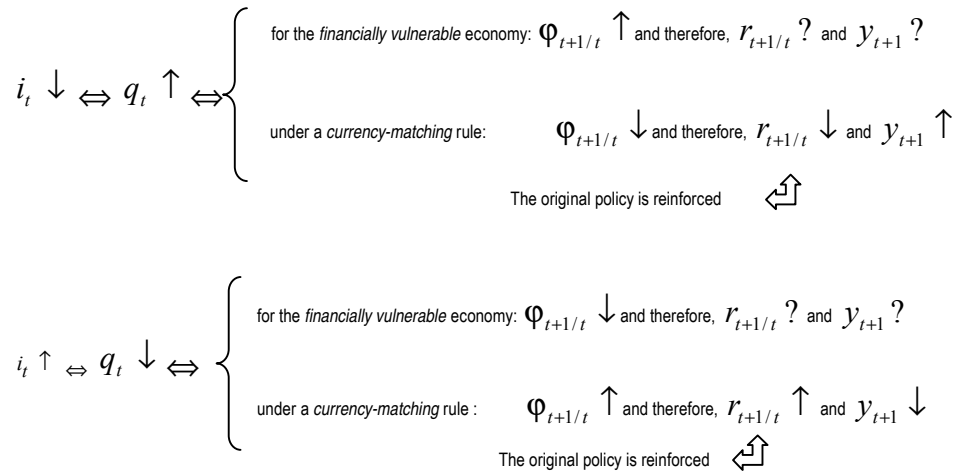 for the financially vulnerable economy: φ_{t+1/t} ↑ and therefore, r_{t+1/t} ? and y_{t+1} ?
i_t ↓ ⇔ q_t ↑ ⇔
under a currency-matching rule: φ_{t+1/t} ↓ and therefore, r_{t+1/t} ↓ and y_{t+1} ↑
The original policy is reinforced
for the financially vulnerable economy: φ_{t+1/t} ↓ and therefore, r_{t+1/t} ? and y_{t+1} ?
i_t ↑ ⇔ q_t ↓ ⇔
under a currency-matching rule : φ_{t+1/t} ↑ and therefore, r_{t+1/t} ↑ and y_{t+1} ↓
The original policy is reinforced